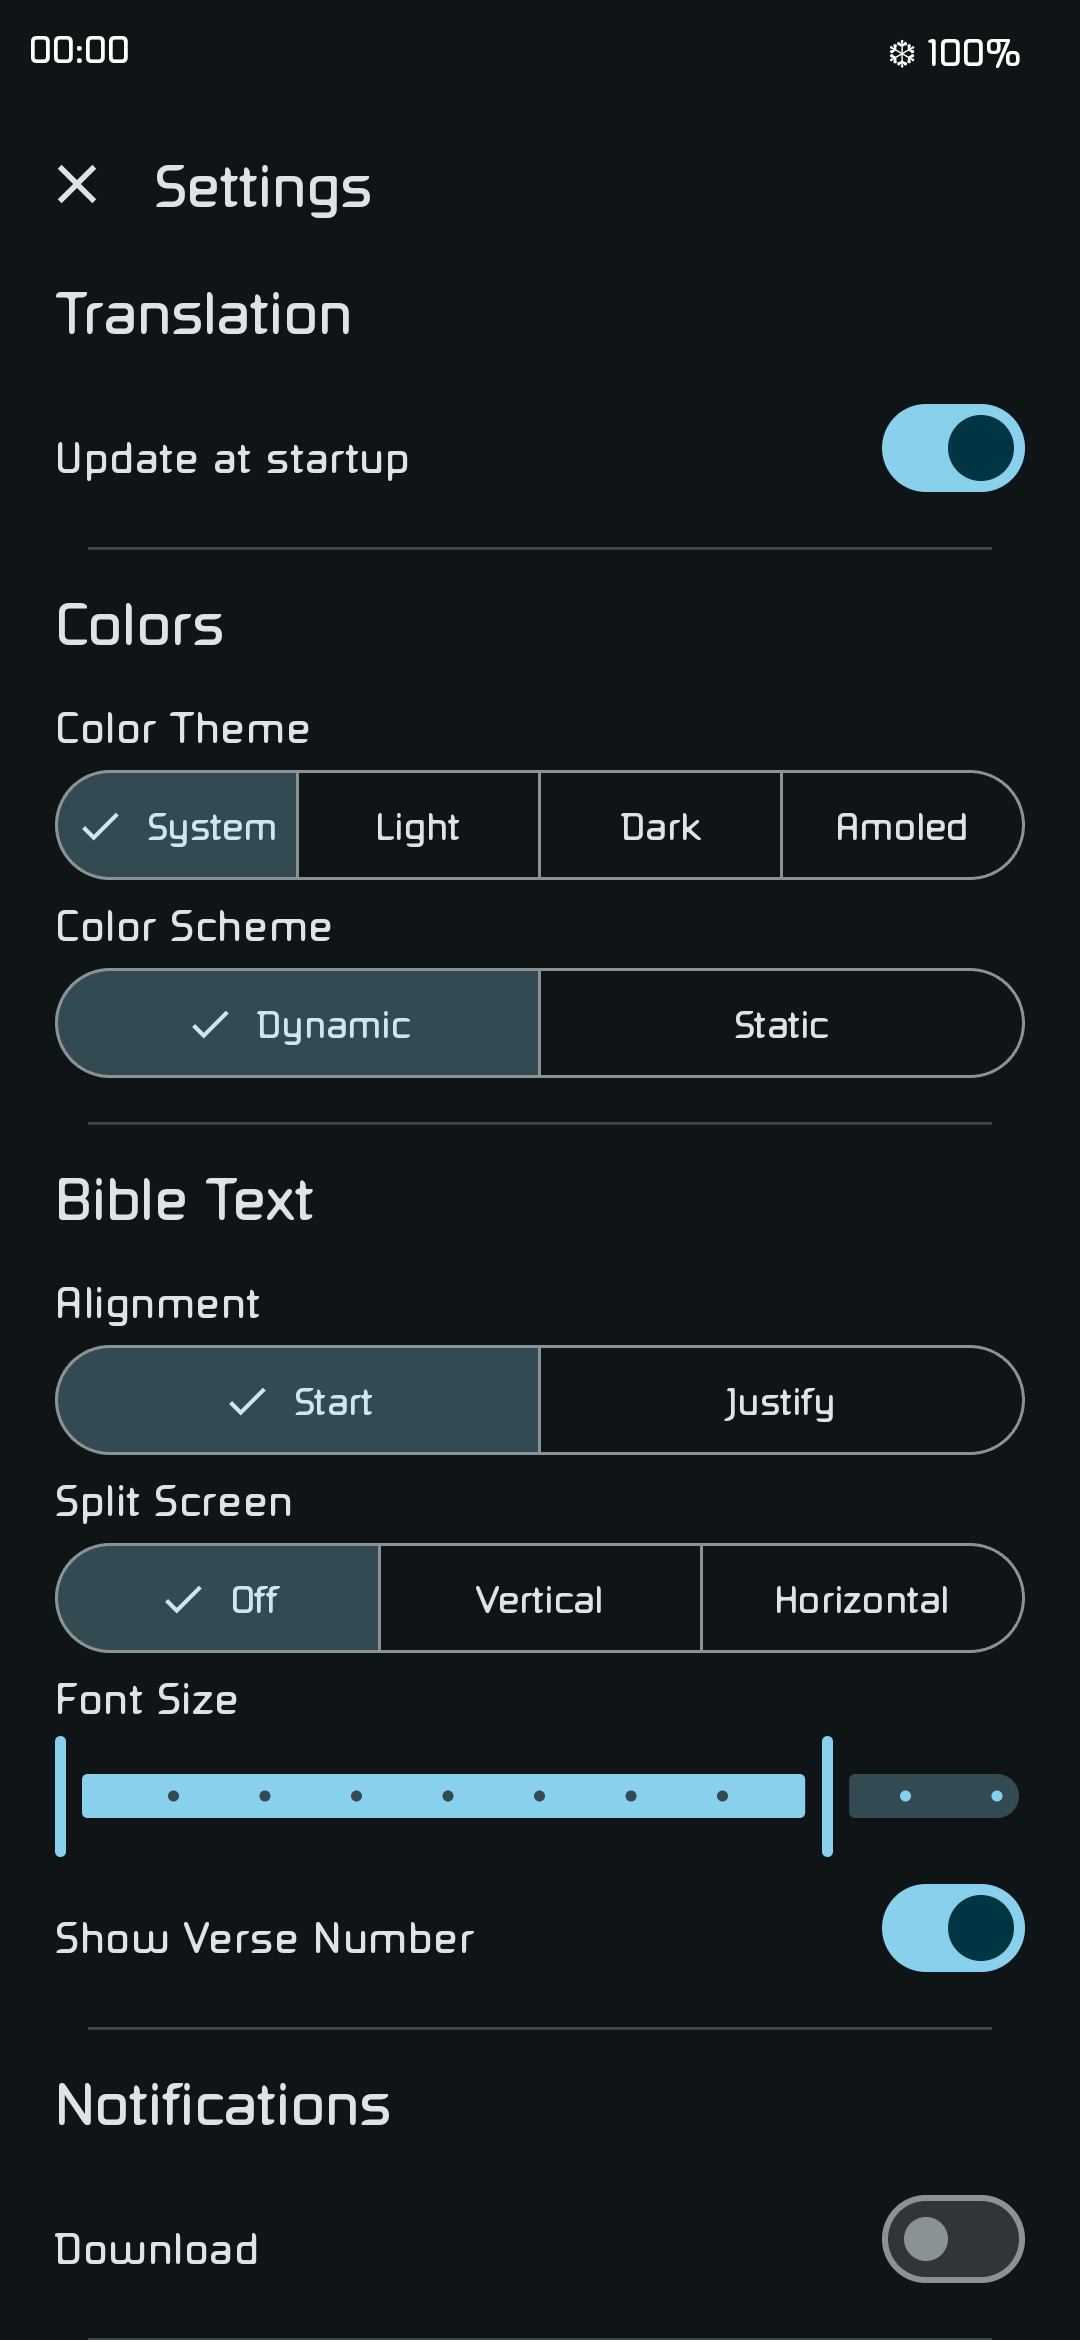 00:00
❄ 100%
Settings
Translation
Update at startup
Colors
Color Theme
System Light Dark Amoled
Color Scheme
Dynamic Static
Bible Text
Alignment
Start Justify
Split Screen
Off Vertical Horizontal
Font Size
Show Verse Number
Notifications
Download